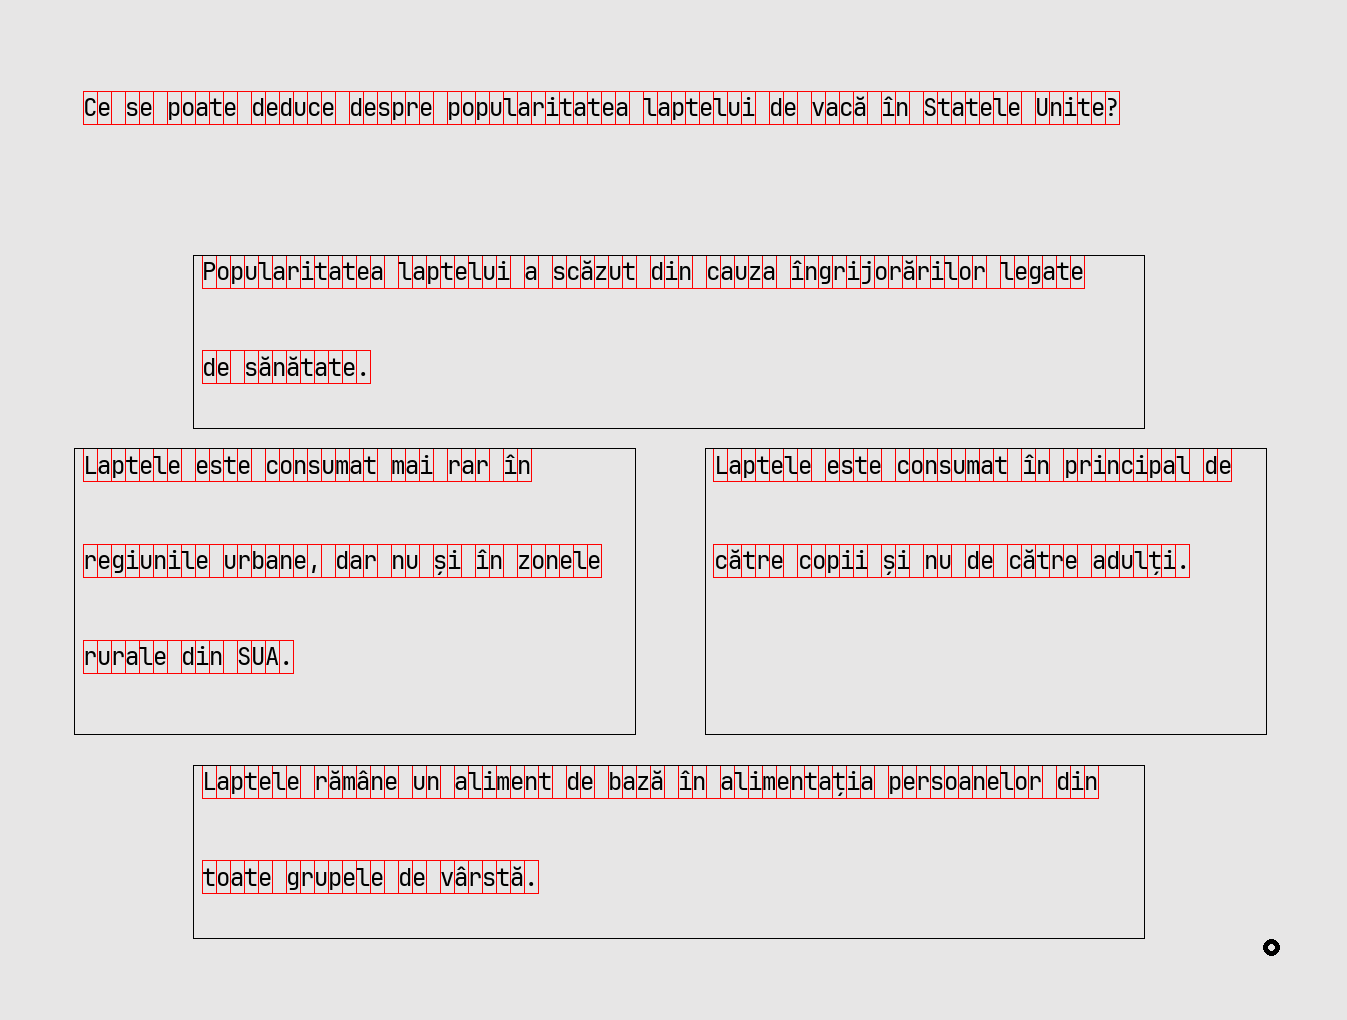 Ce se poate deduce despre popularitatea laptelui de vacă în Statele Unite?
Popularitatea laptelui a scăzut din cauza îngrijorărilor legate
de sănătate.
Laptele este consumat mai rar în
regiunile urbane, dar nu și în zonele
rurale din SUA.
Laptele este consumat în principal de
către copii și nu de către adulți.
Laptele rămâne un aliment de bază în alimentația persoanelor din
toate grupele de vârstă.